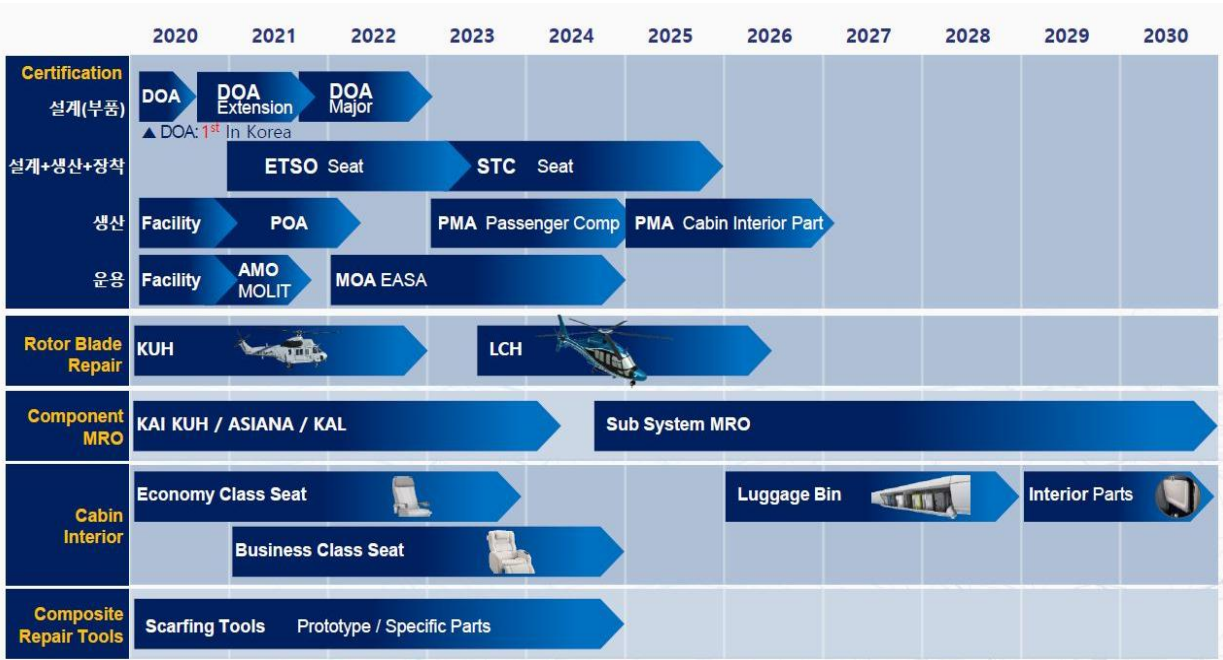 2020 2021 2022 2023 2024 2025 2026 2027 2028 2029 2030
Certification
설계(부품)
DOA
DOA
Extension
DOA
Major
▲ DOA: 1st In Korea
설계+생산+장착
ETSO Seat
STC Seat
생산
Facility
POA
PMA Passenger Comp
PMA Cabin Interior Part
운용
Facility
AMO
MOLIT
MOA EASA
Rotor Blade
Repair
KUH
LCH
Component
MRO
KAI KUH / ASIANA / KAL
Sub System MRO
Cabin
Interior
Economy Class Seat
Luggage Bin
Interior Parts
Business Class Seat
Composite
Repair Tools
Scarfing Tools Prototype / Specific Parts